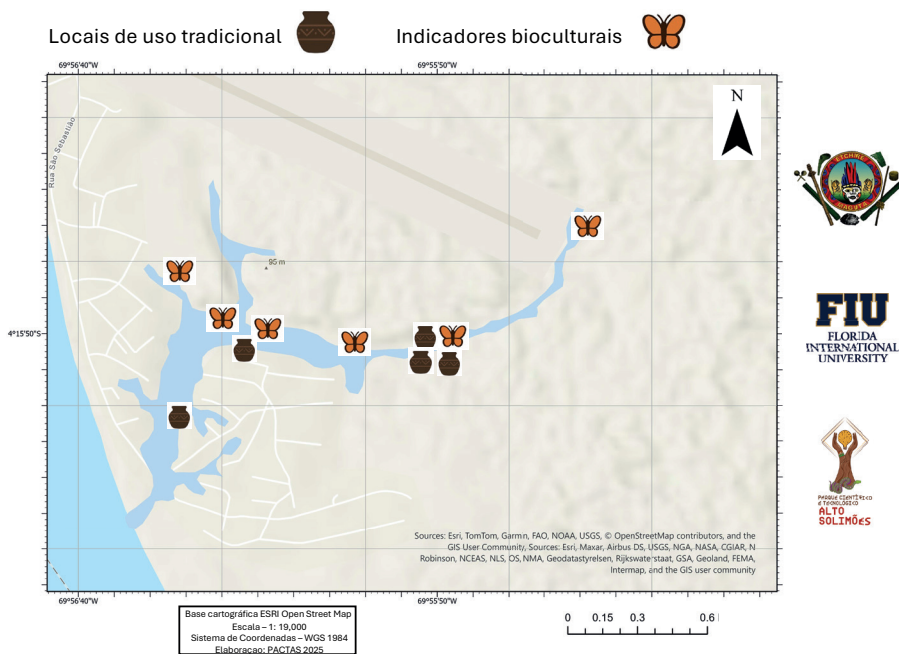 Locais de uso tradicional
Indicadores bioculturais
69°56'40"W
69°55'50"W
Rua São Sebastião
N
95 m
4°15'50"S
FIU
FLORIDA
INTERNATIONAL
UNIVERSITY
PARQUE CIENTÍFICO
E TECNOLÓGICO
ALTO
SOLIMÕES
Sources: Esri, TomTom, Garmin, FAO, NOAA, USGS, © OpenStreetMap contributors, and the
GIS User Community, Sources: Esri, Maxar, Airbus DS, USGS, NGA, NASA, CGIAR, N
Robinson, NCEAS, NLS, OS, NMA, Geodatastyrelsen, Rijkswaterstaat, GSA, Geoland, FEMA,
Intermap, and the GIS user community
69°56'40"W
69°55'50"W
Base cartográfica ESRI Open Street Map
Escala – 1: 19,000
Sistema de Coordenadas – WGS 1984
Elaboracao: PACTAS 2025
0 0.15 0.3 0.6